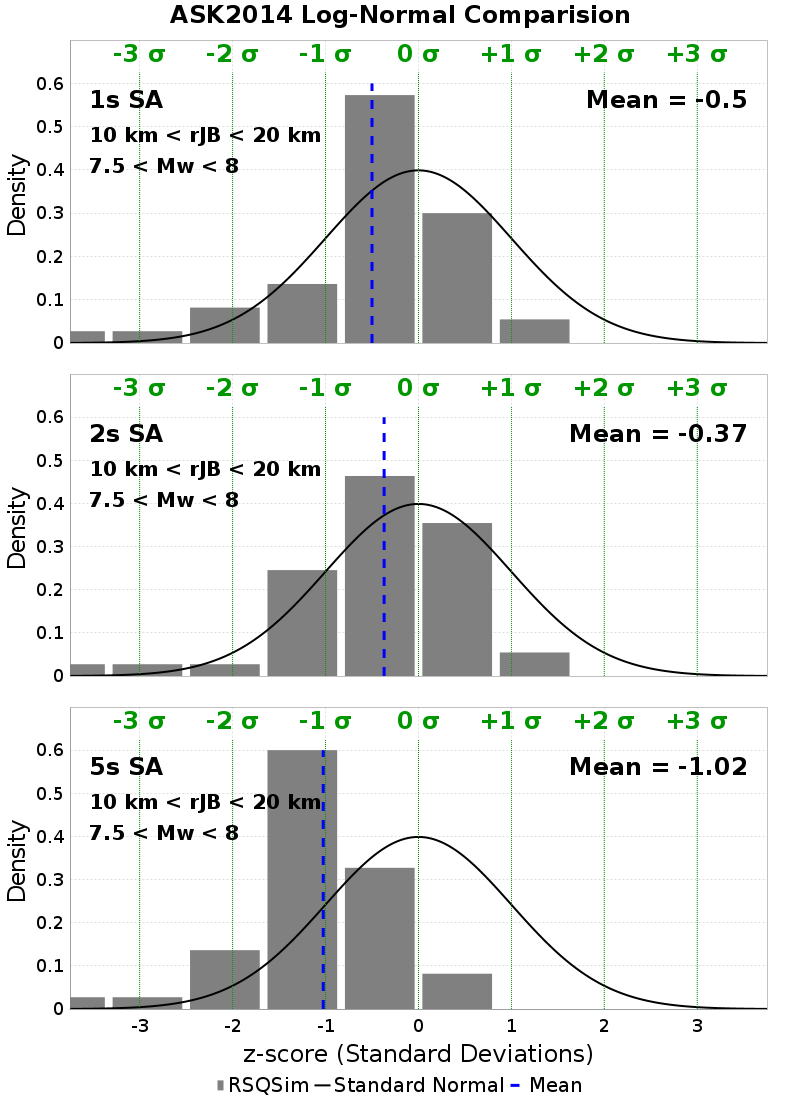 ASK2014 Log-Normal Comparision
-3 σ -2 σ -1 σ 0 σ +1 σ +2 σ +3 σ
0.6
1s SA
Mean = -0.5
0.5
10 km < rJB < 20 km
0.4
7.5 < Mw < 8
0.3
0.2
0.1
0
Density
-3 σ -2 σ -1 σ 0 σ +1 σ +2 σ +3 σ
0.6
2s SA
Mean = -0.37
0.5
10 km < rJB < 20 km
0.4
7.5 < Mw < 8
0.3
0.2
0.1
0
Density
-3 σ -2 σ -1 σ 0 σ +1 σ +2 σ +3 σ
0.6
5s SA
Mean = -1.02
0.5
10 km < rJB < 20 km
0.4
7.5 < Mw < 8
0.3
0.2
0.1
0
Density
-3 -2 -1 0 1 2 3
z-score (Standard Deviations)
RSQSim Standard Normal Mean